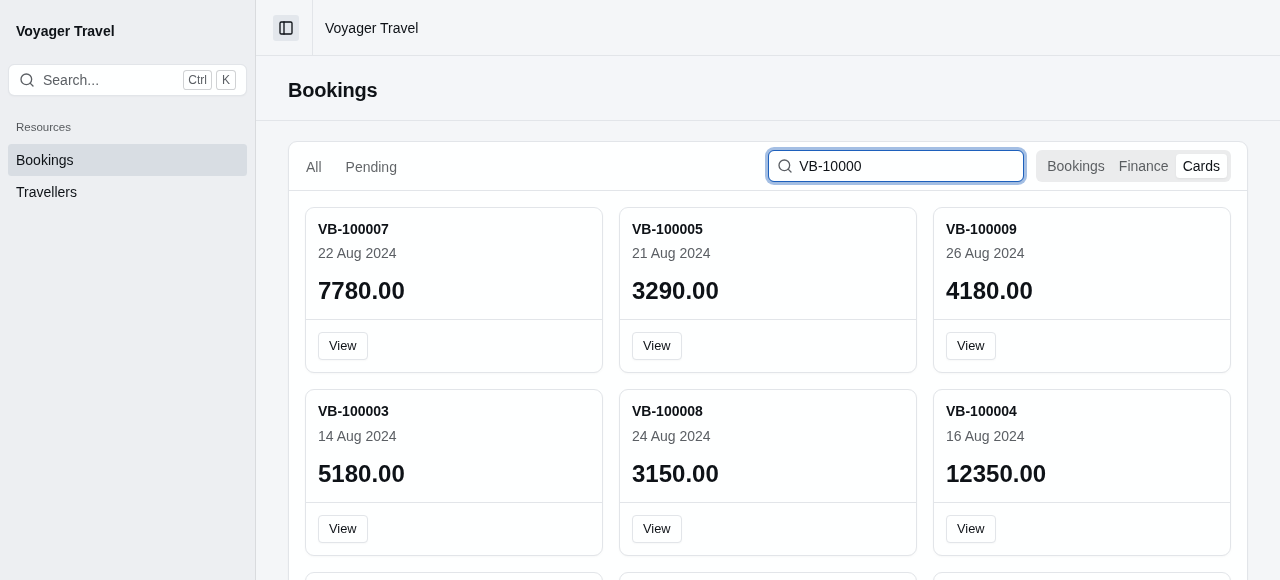 Voyager Travel
Search...
Ctrl K
Resources
Bookings
Travellers
Voyager Travel
Bookings
All Pending
VB-10000
Bookings Finance Cards
VB-100007
22 Aug 2024
7780.00
View
VB-100005
21 Aug 2024
3290.00
View
VB-100009
26 Aug 2024
4180.00
View
VB-100003
14 Aug 2024
5180.00
View
VB-100008
24 Aug 2024
3150.00
View
VB-100004
16 Aug 2024
12350.00
View